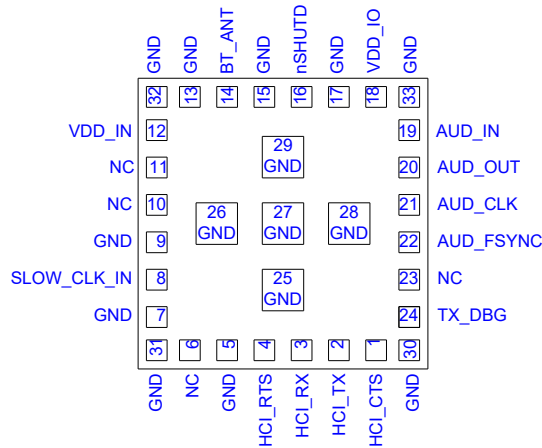 GND GND BT_ANT GND nSHUTD GND VDD_IO GND
32 13 14 15 16 17 18 33
VDD_IN 12 19 AUD_IN
29
GND
NC 11 20 AUD_OUT
NC 10 21 AUD_CLK
26
GND
27
GND
28
GND
GND 9 22 AUD_FSYNC
SLOW_CLK_IN 8 23 NC
25
GND
GND 7 24 TX_DBG
31 6 5 4 3 2 1 30
GND NC GND HCI_RTS HCI_RX HCI_TX HCI_CTS GND